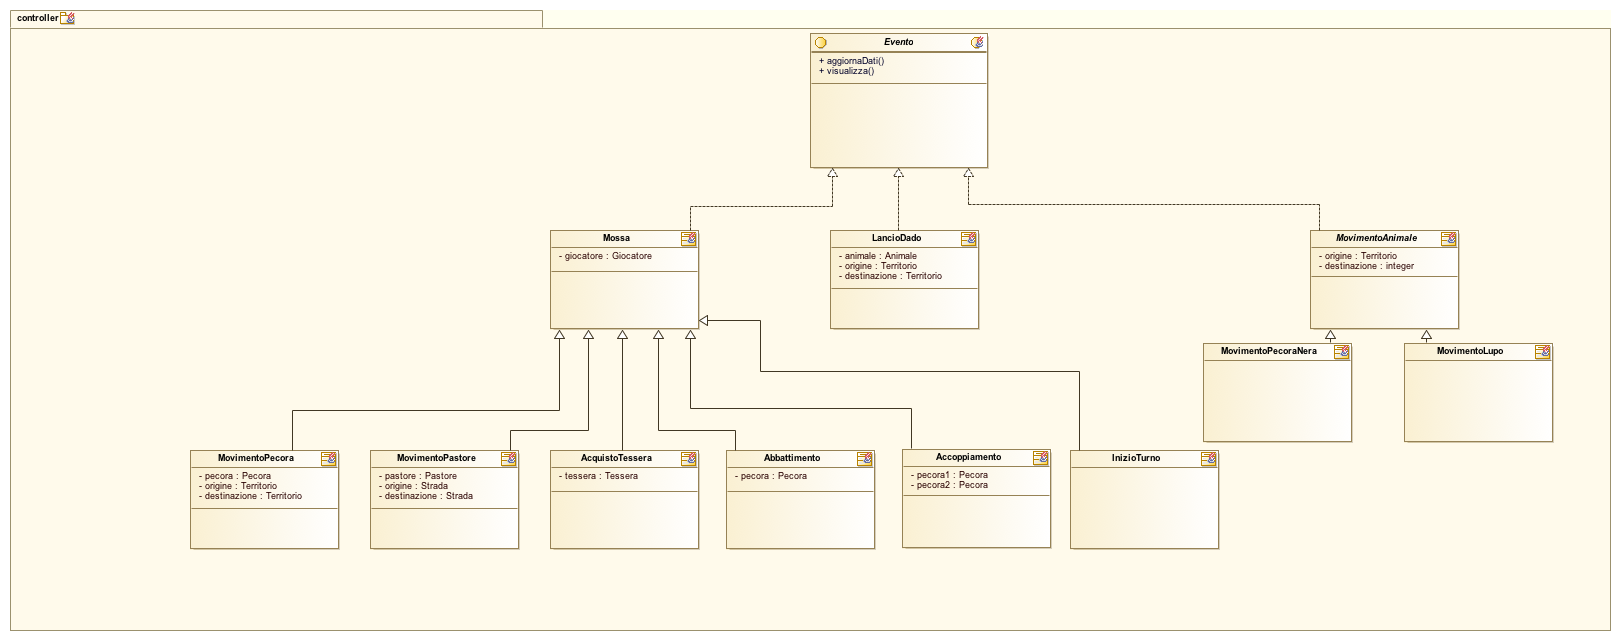 controller
Evento
+ aggiornaDati()
+ visualizza()
Mossa
- giocatore : Giocatore
LancioDado
- animale : Animale
- origine : Territorio
- destinazione : Territorio
MovimentoAnimale
- origine : Territorio
- destinazione : integer
MovimentoPecoraNera
MovimentoLupo
MovimentoPecora
- pecora : Pecora
- origine : Territorio
- destinazione : Territorio
MovimentoPastore
- pastore : Pastore
- origine : Strada
- destinazione : Strada
AcquistoTessera
- tessera : Tessera
Abbattimento
- pecora : Pecora
Accoppiamento
- pecora1 : Pecora
- pecora2 : Pecora
InizioTurno